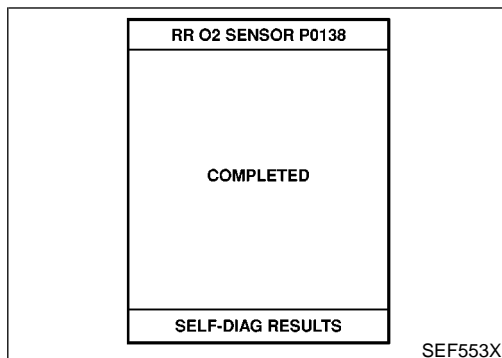 RR O2 SENSOR P0138
COMPLETED
SELF-DIAG RESULTS
SEF553X